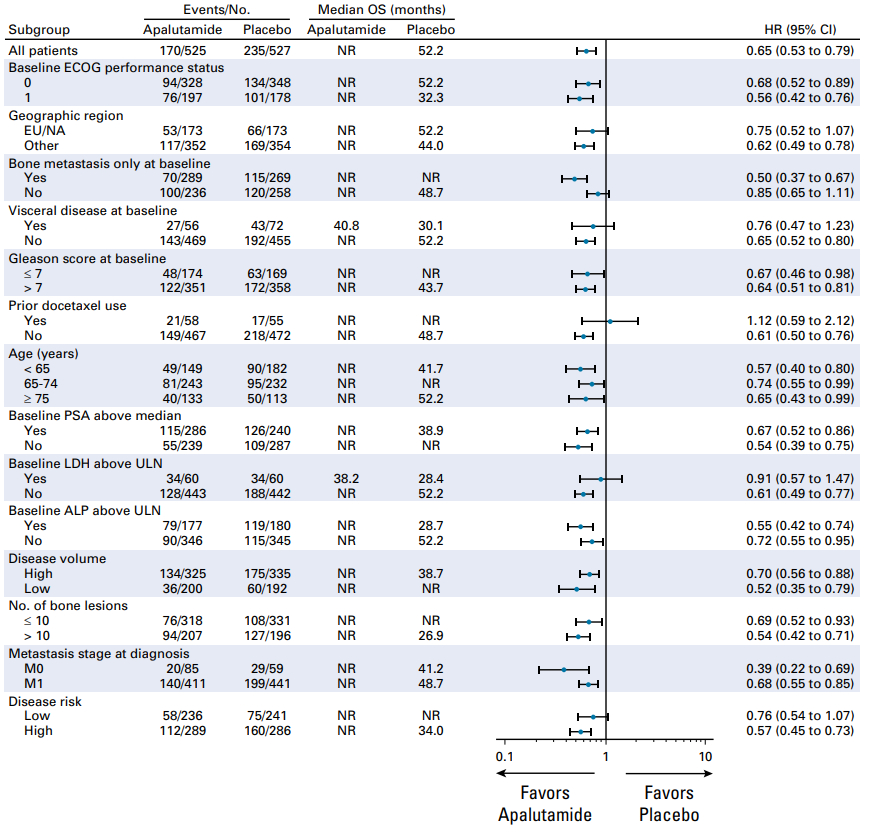 Events/No. Median OS (months)
Subgroup Apalutamide Placebo Apalutamide Placebo HR (95% CI)
All patients 170/525 235/527 NR 52.2 0.65 (0.53 to 0.79)
Baseline ECOG performance status
0 94/328 134/348 NR 52.2 0.68 (0.52 to 0.89)
1 76/197 101/178 NR 32.3 0.56 (0.42 to 0.76)
Geographic region
EU/NA 53/173 66/173 NR 52.2 0.75 (0.52 to 1.07)
Other 117/352 169/354 NR 44.0 0.62 (0.49 to 0.78)
Bone metastasis only at baseline
Yes 70/289 115/269 NR NR 0.50 (0.37 to 0.67)
No 100/236 120/258 NR 48.7 0.85 (0.65 to 1.11)
Visceral disease at baseline
Yes 27/56 43/72 40.8 30.1 0.76 (0.47 to 1.23)
No 143/469 192/455 NR 52.2 0.65 (0.52 to 0.80)
Gleason score at baseline
≤ 7 48/174 63/169 NR NR 0.67 (0.46 to 0.98)
> 7 122/351 172/358 NR 43.7 0.64 (0.51 to 0.81)
Prior docetaxel use
Yes 21/58 17/55 NR NR 1.12 (0.59 to 2.12)
No 149/467 218/472 NR 48.7 0.61 (0.50 to 0.76)
Age (years)
< 65 49/149 90/182 NR 41.7 0.57 (0.40 to 0.80)
65-74 81/243 95/232 NR NR 0.74 (0.55 to 0.99)
≥ 75 40/133 50/113 NR 52.2 0.65 (0.43 to 0.99)
Baseline PSA above median
Yes 115/286 126/240 NR 38.9 0.67 (0.52 to 0.86)
No 55/239 109/287 NR NR 0.54 (0.39 to 0.75)
Baseline LDH above ULN
Yes 34/60 34/60 38.2 28.4 0.91 (0.57 to 1.47)
No 128/443 188/442 NR 52.2 0.61 (0.49 to 0.77)
Baseline ALP above ULN
Yes 79/177 119/180 NR 28.7 0.55 (0.42 to 0.74)
No 90/346 115/345 NR 52.2 0.72 (0.55 to 0.95)
Disease volume
High 134/325 175/335 NR 38.7 0.70 (0.56 to 0.88)
Low 36/200 60/192 NR NR 0.52 (0.35 to 0.79)
No. of bone lesions
≤ 10 76/318 108/331 NR NR 0.69 (0.52 to 0.93)
> 10 94/207 127/196 NR 26.9 0.54 (0.42 to 0.71)
Metastasis stage at diagnosis
M0 20/85 29/59 NR 41.2 0.39 (0.22 to 0.69)
M1 140/411 199/441 NR 48.7 0.68 (0.55 to 0.85)
Disease risk
Low 58/236 75/241 NR NR 0.76 (0.54 to 1.07)
High 112/289 160/286 NR 34.0 0.57 (0.45 to 0.73)
0.1 1 10
Favors Favors
Apalutamide Placebo